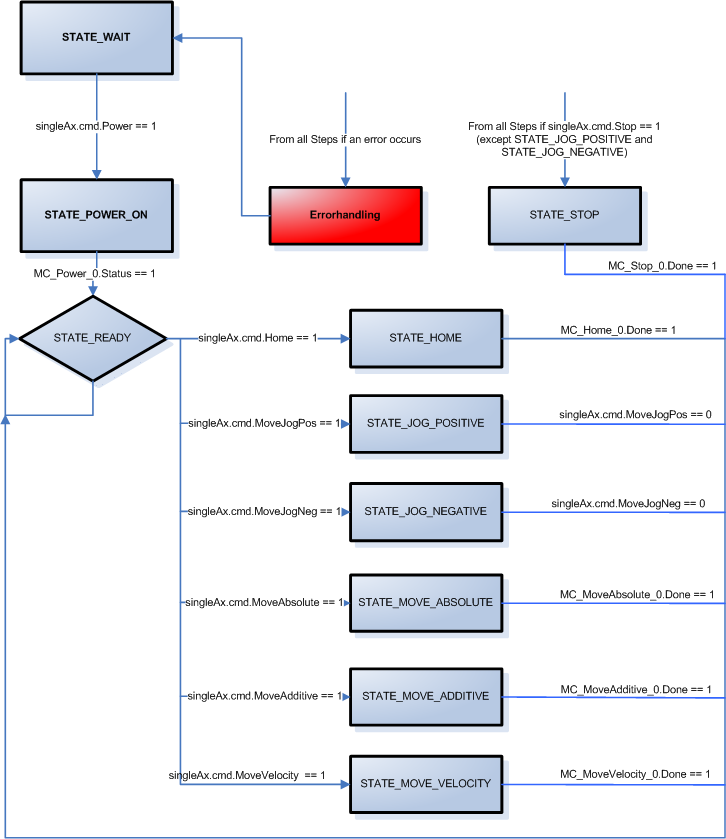 STATE_WAIT
singleAx.cmd.Power == 1
From all Steps if an error occurs
From all Steps if singleAx.cmd.Stop == 1
(except STATE_JOG_POSITIVE and
STATE_JOG_NEGATIVE)
STATE_POWER_ON
Errorhandling
STATE_STOP
MC_Power_0.Status == 1
MC_Stop_0.Done == 1
STATE_READY
singleAx.cmd.Home == 1
STATE_HOME
MC_Home_0.Done == 1
singleAx.cmd.MoveJogPos == 1
STATE_JOG_POSITIVE
singleAx.cmd.MoveJogPos == 0
singleAx.cmd.MoveJogNeg == 1
STATE_JOG_NEGATIVE
singleAx.cmd.MoveJogNeg == 0
singleAx.cmd.MoveAbsolute == 1
STATE_MOVE_ABSOLUTE
MC_MoveAbsolute_0.Done == 1
singleAx.cmd.MoveAdditive == 1
STATE_MOVE_ADDITIVE
MC_MoveAdditive_0.Done == 1
singleAx.cmd.MoveVelocity == 1
STATE_MOVE_VELOCITY
MC_MoveVelocity_0.Done == 1